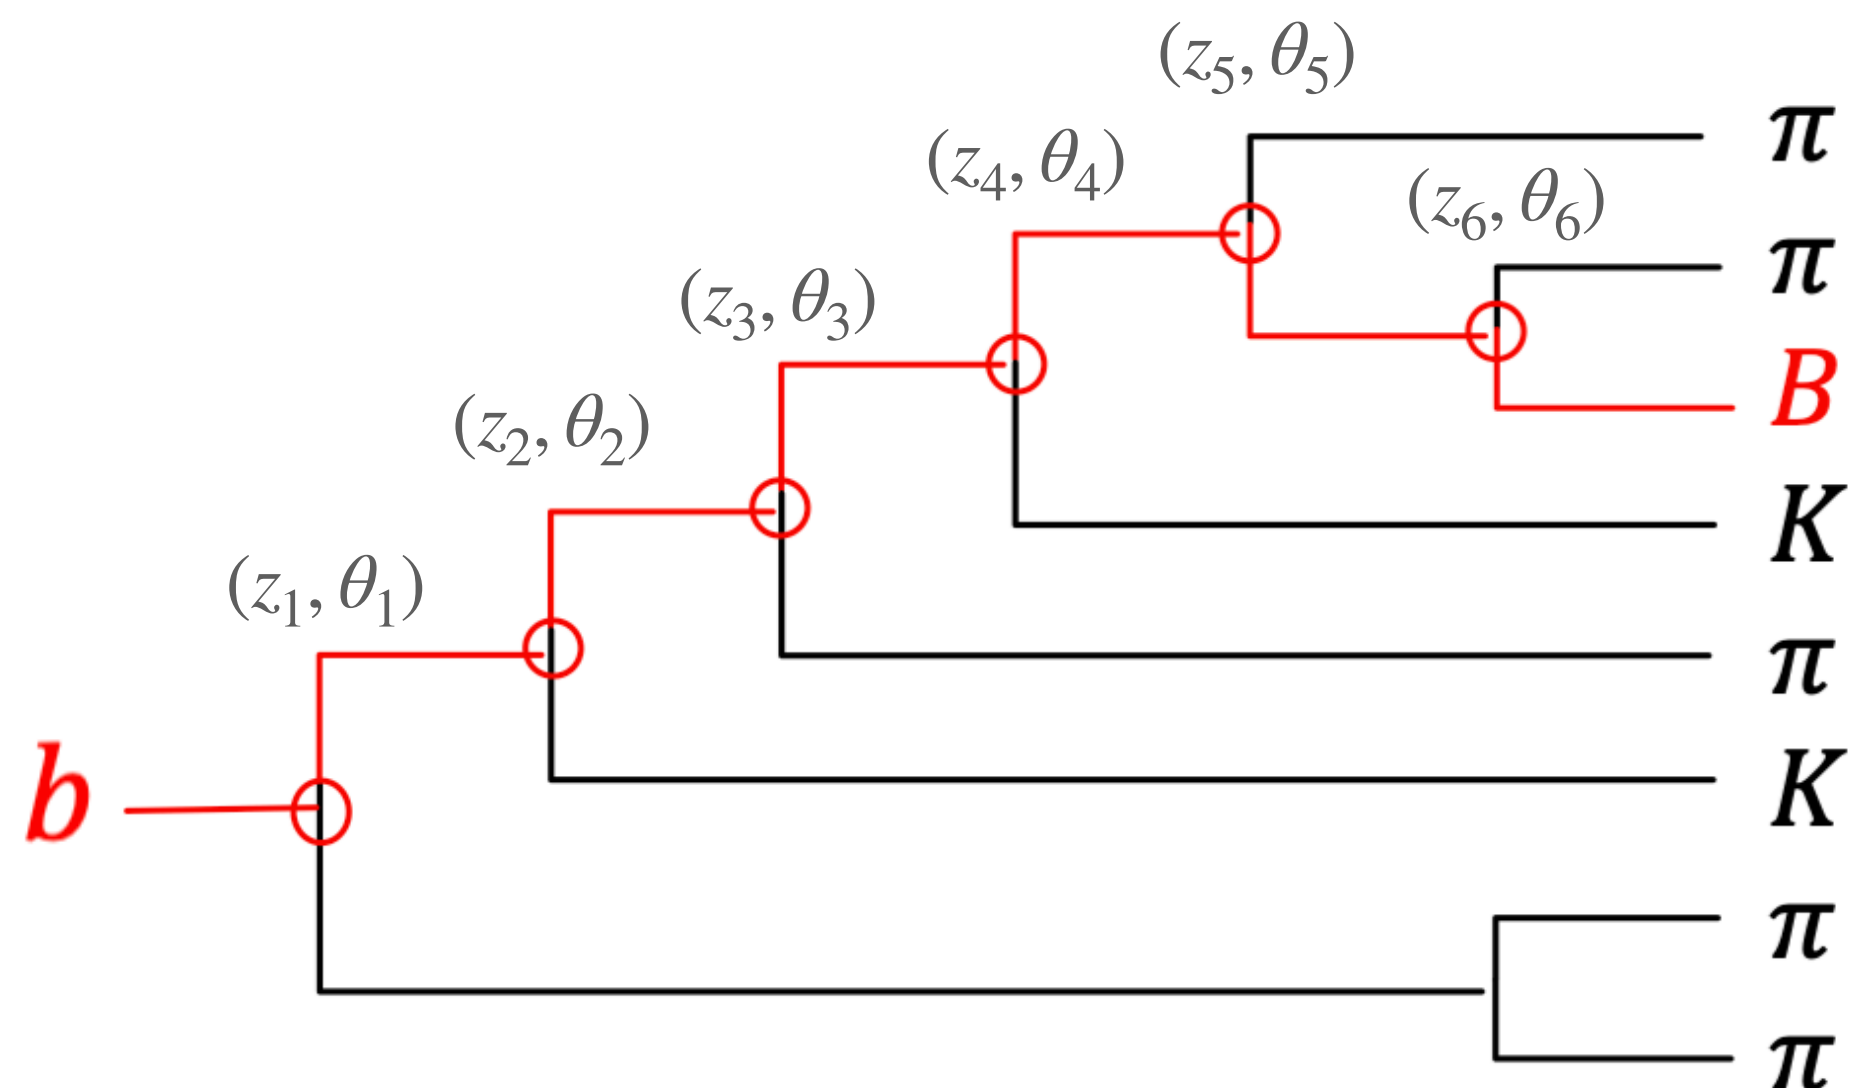 (z₅, θ₅)
π
(z₄, θ₄)
(z₆, θ₆)
π
(z₃, θ₃)
B
(z₂, θ₂)
K
(z₁, θ₁)
π
b
K
π
π